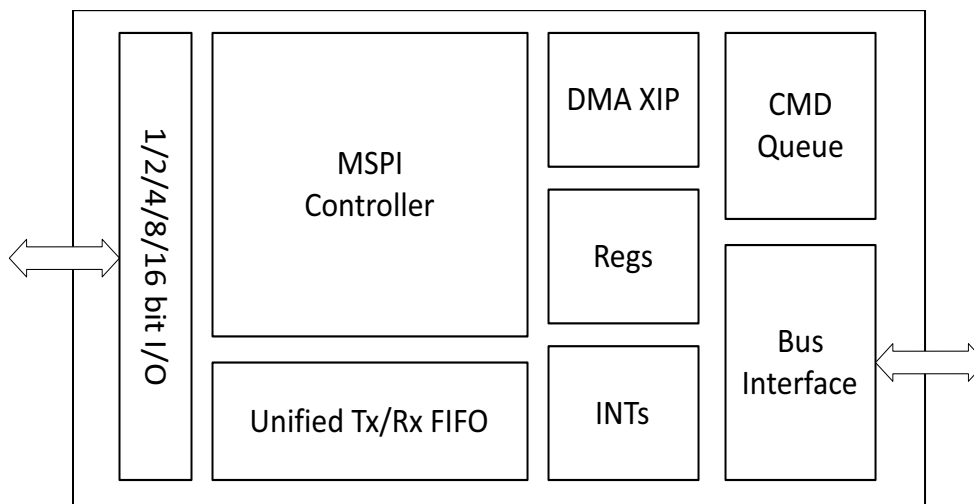 1/2/4/8/16 bit I/O
MSPI
Controller
Unified Tx/Rx FIFO
DMA XIP
Regs
INTs
CMD
Queue
Bus
Interface